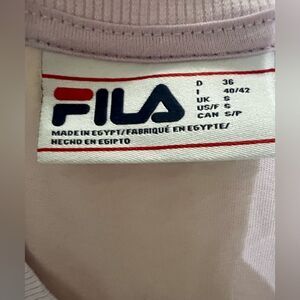 FILA
D 36
I 40/42
UK S
US/F S
CAN S/P
MADE IN EGYPT/FABRIQUÉ EN EGYPTE/
HECHO EN EGIPTO